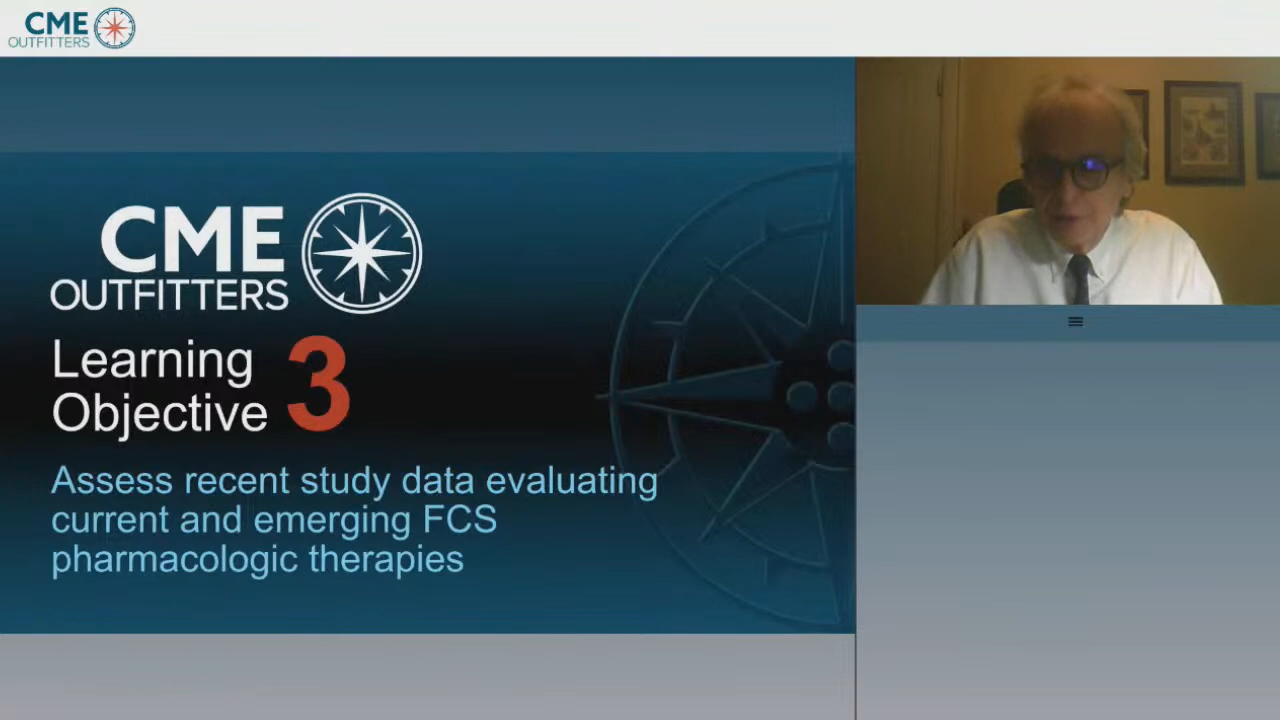 CME
OUTFITTERS
CME
OUTFITTERS
Learning
Objective 3
Assess recent study data evaluating
current and emerging FCS
pharmacologic therapies